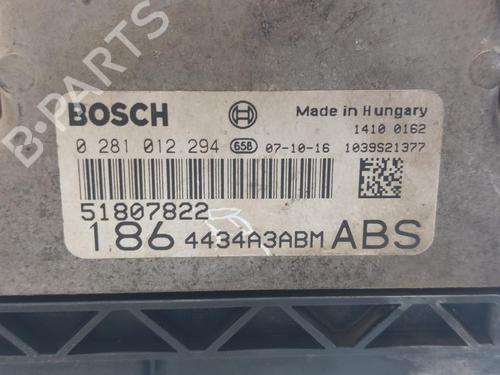 B-PARTS
BOSCH
Made in Hungary
1410 0162
0 281 012 294 65B 07-10-16 1039S21377
51807822
186 4434A3ABM ABS